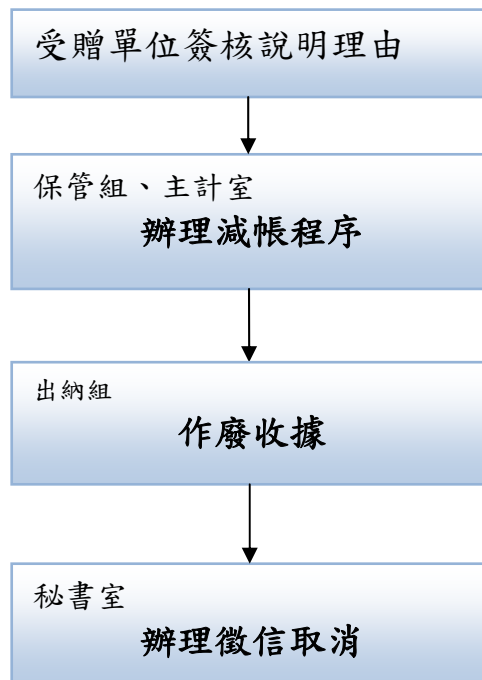 受贈單位簽核說明理由
保管組、主計室
辦理減帳程序
出納組
作廢收據
秘書室
辦理徵信取消